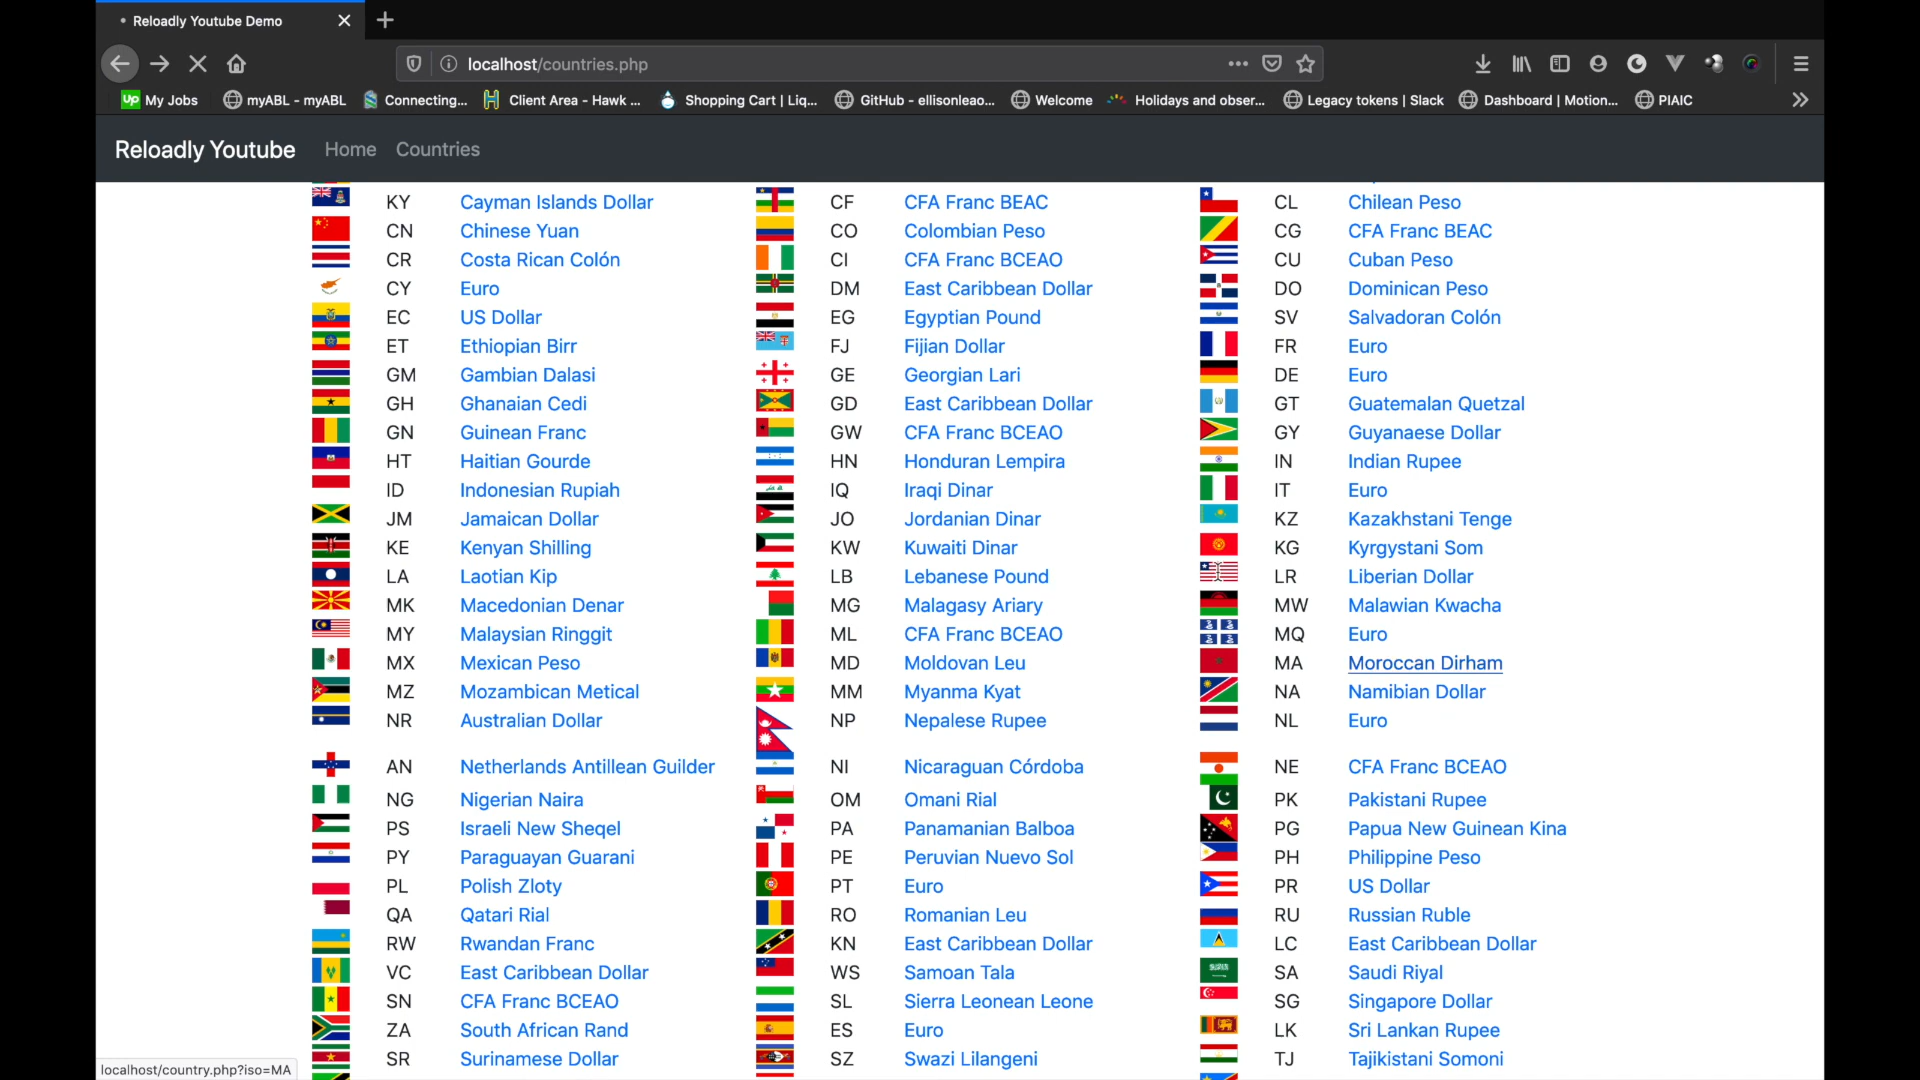 Reloadly Youtube Demo
localhost/countries.php
My Jobs myABL - myABL Connecting... Client Area - Hawk ... Shopping Cart | Liq... GitHub - ellisonleao... Welcome Holidays and obser... Legacy tokens | Slack Dashboard | Motion... PIAIC
Reloadly Youtube Home Countries
KY Cayman Islands Dollar CF CFA Franc BEAC CL Chilean Peso
CN Chinese Yuan CO Colombian Peso CG CFA Franc BEAC
CR Costa Rican Colón CI CFA Franc BCEAO CU Cuban Peso
CY Euro DM East Caribbean Dollar DO Dominican Peso
EC US Dollar EG Egyptian Pound SV Salvadoran Colón
ET Ethiopian Birr FJ Fijian Dollar FR Euro
GM Gambian Dalasi GE Georgian Lari DE Euro
GH Ghanaian Cedi GD East Caribbean Dollar GT Guatemalan Quetzal
GN Guinean Franc GW CFA Franc BCEAO GY Guyanaese Dollar
HT Haitian Gourde HN Honduran Lempira IN Indian Rupee
ID Indonesian Rupiah IQ Iraqi Dinar IT Euro
JM Jamaican Dollar JO Jordanian Dinar KZ Kazakhstani Tenge
KE Kenyan Shilling KW Kuwaiti Dinar KG Kyrgystani Som
LA Laotian Kip LB Lebanese Pound LR Liberian Dollar
MK Macedonian Denar MG Malagasy Ariary MW Malawian Kwacha
MY Malaysian Ringgit ML CFA Franc BCEAO MQ Euro
MX Mexican Peso MD Moldovan Leu MA Moroccan Dirham
MZ Mozambican Metical MM Myanma Kyat NA Namibian Dollar
NR Australian Dollar NP Nepalese Rupee NL Euro
AN Netherlands Antillean Guilder NI Nicaraguan Córdoba NE CFA Franc BCEAO
NG Nigerian Naira OM Omani Rial PK Pakistani Rupee
PS Israeli New Sheqel PA Panamanian Balboa PG Papua New Guinean Kina
PY Paraguayan Guarani PE Peruvian Nuevo Sol PH Philippine Peso
PL Polish Zloty PT Euro PR US Dollar
QA Qatari Rial RO Romanian Leu RU Russian Ruble
RW Rwandan Franc KN East Caribbean Dollar LC East Caribbean Dollar
VC East Caribbean Dollar WS Samoan Tala SA Saudi Riyal
SN CFA Franc BCEAO SL Sierra Leonean Leone SG Singapore Dollar
ZA South African Rand ES Euro LK Sri Lankan Rupee
SR Surinamese Dollar SZ Swazi Lilangeni TJ Tajikistani Somoni
localhost/country.php?iso=MA